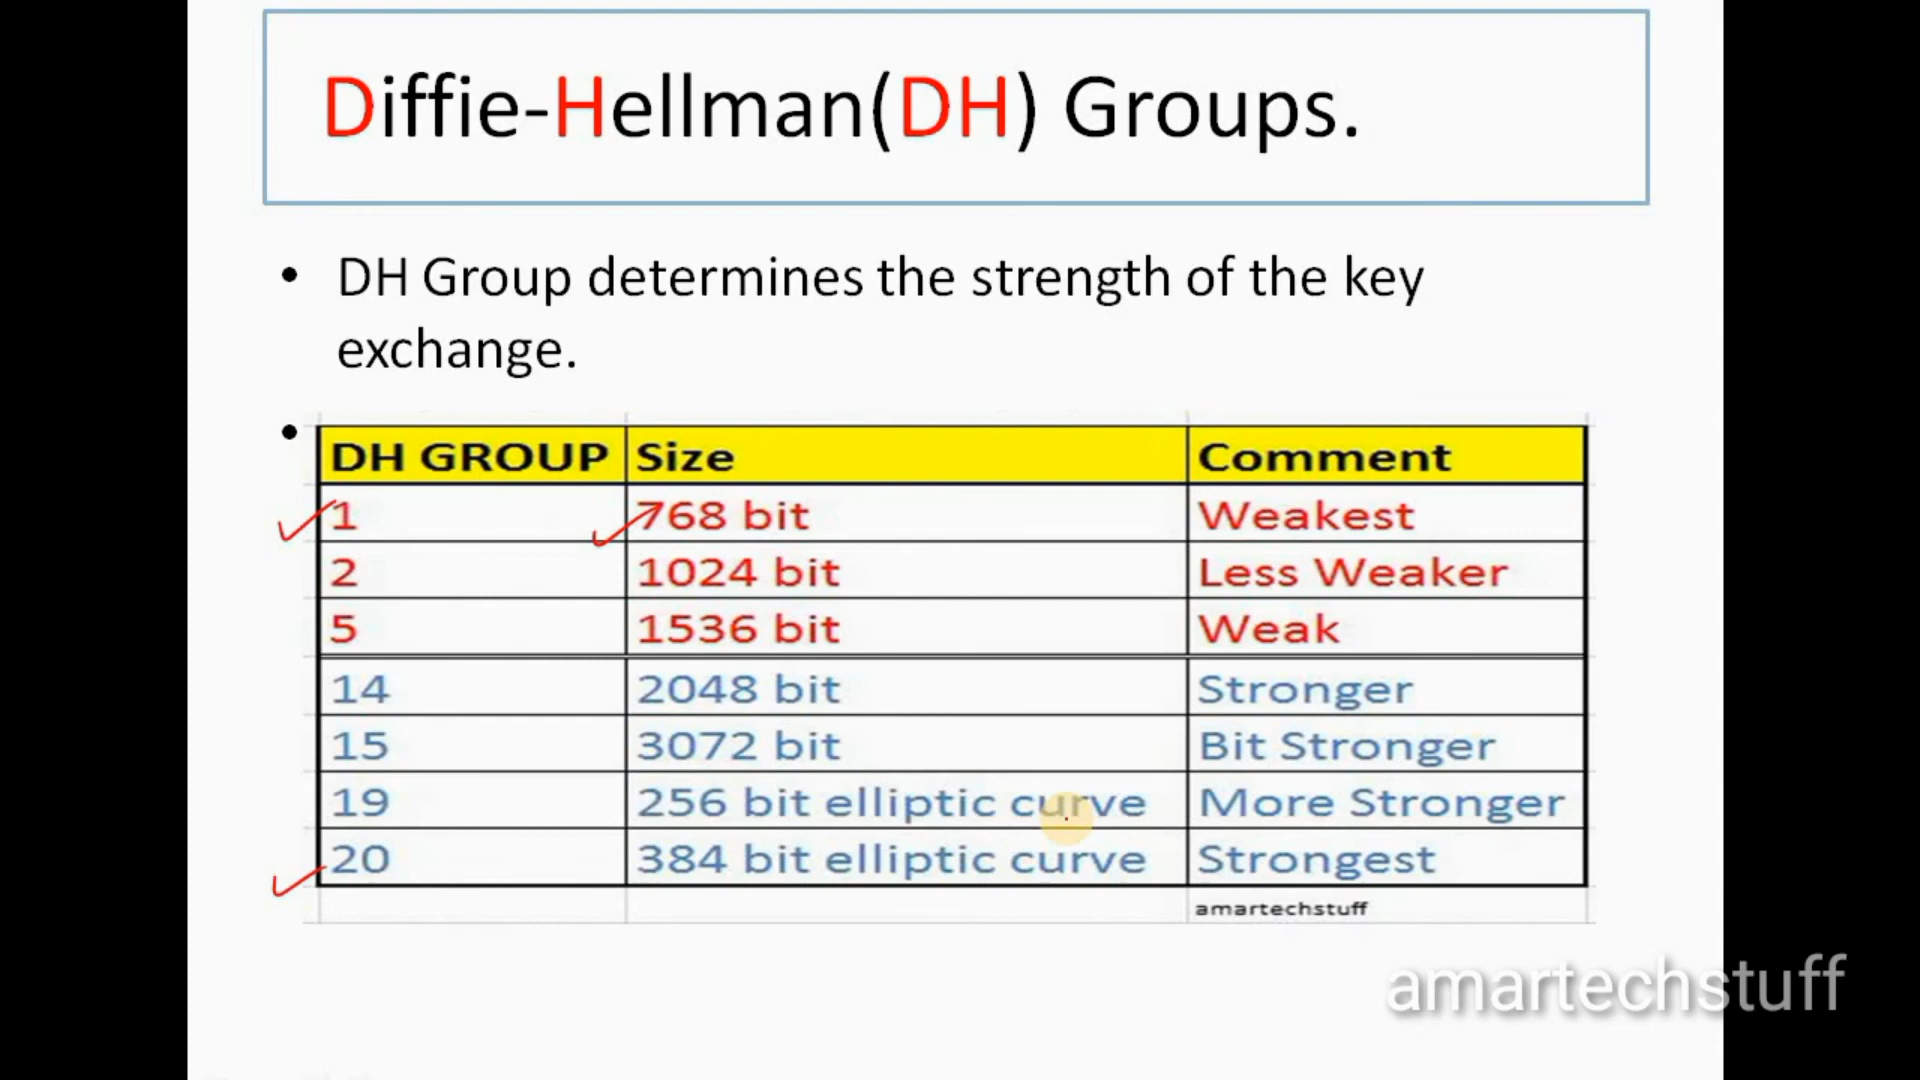 Diffie-Hellman(DH) Groups.
• DH Group determines the strength of the key
exchange.
•
DH GROUP Size Comment
1 768 bit Weakest
2 1024 bit Less Weaker
5 1536 bit Weak
14 2048 bit Stronger
15 3072 bit Bit Stronger
19 256 bit elliptic curve More Stronger
20 384 bit elliptic curve Strongest
amartechstuff
amartechstuff